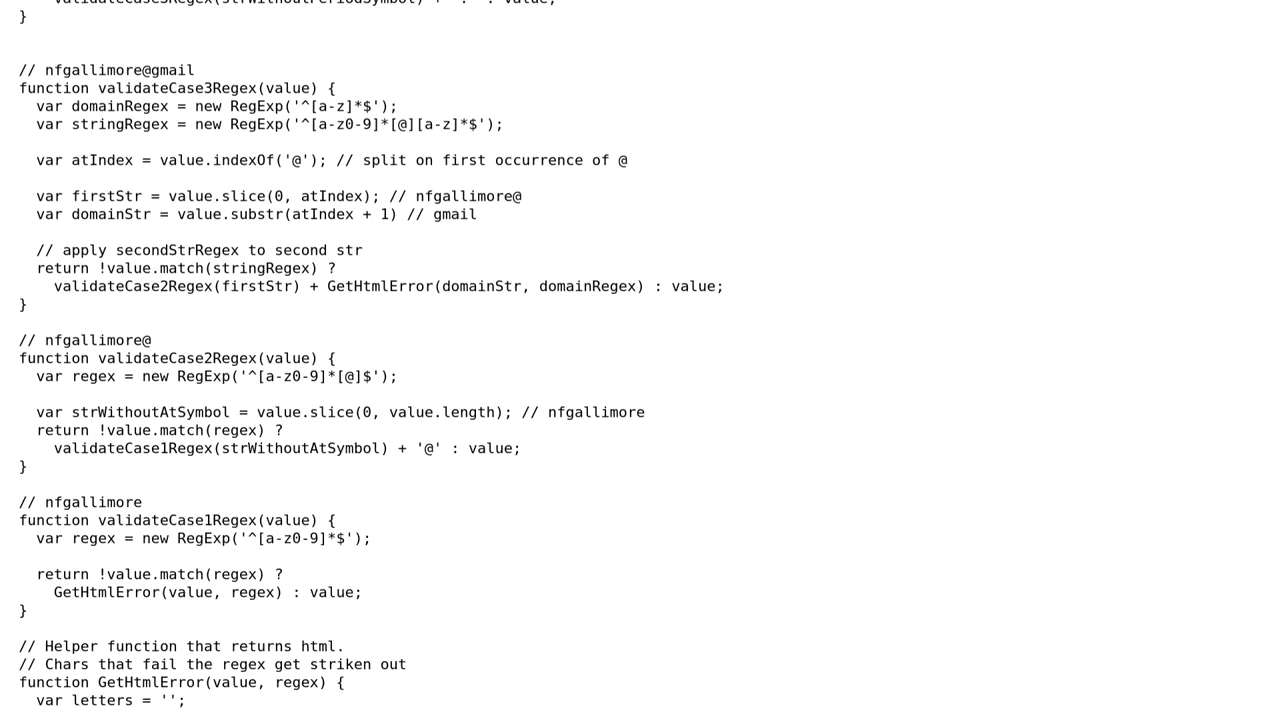 validateCase3Regex(strWithoutPeriodSymbol) + '.' : value;
}
// nfgallimore@gmail
function validateCase3Regex(value) {
var domainRegex = new RegExp('^[a-z]*$');
var stringRegex = new RegExp('^[a-z0-9]*[@][a-z]*$');
var atIndex = value.indexOf('@'); // split on first occurrence of @
var firstStr = value.slice(0, atIndex); // nfgallimore@
var domainStr = value.substr(atIndex + 1) // gmail
// apply secondStrRegex to second str
return !value.match(stringRegex) ?
validateCase2Regex(firstStr) + GetHtmlError(domainStr, domainRegex) : value;
}
// nfgallimore@
function validateCase2Regex(value) {
var regex = new RegExp('^[a-z0-9]*[@]$');
var strWithoutAtSymbol = value.slice(0, value.length); // nfgallimore
return !value.match(regex) ?
validateCase1Regex(strWithoutAtSymbol) + '@' : value;
}
// nfgallimore
function validateCase1Regex(value) {
var regex = new RegExp('^[a-z0-9]*$');
return !value.match(regex) ?
GetHtmlError(value, regex) : value;
}
// Helper function that returns html.
// Chars that fail the regex get striken out
function GetHtmlError(value, regex) {
var letters = '';